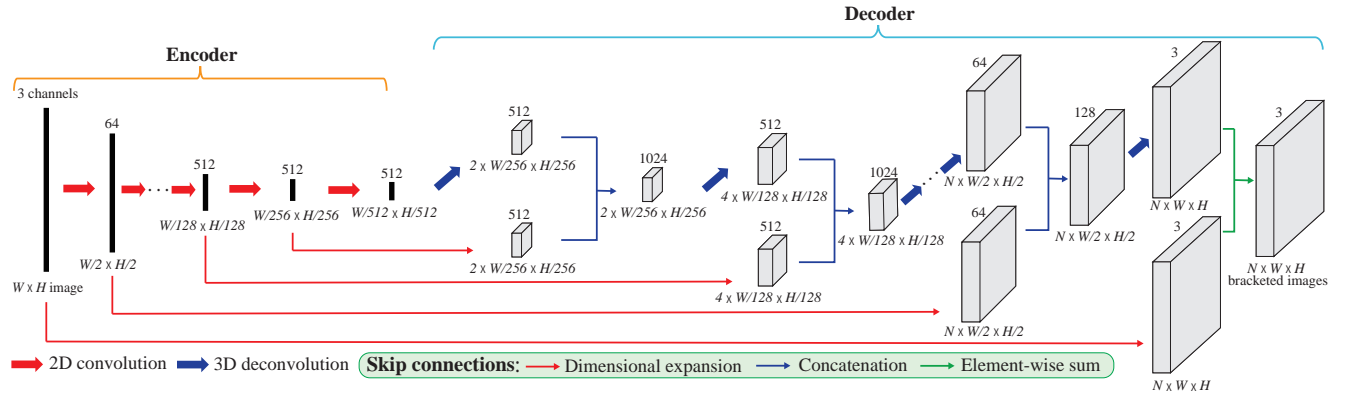 Decoder
Encoder
3 channels
W x H image
64
W/2 x H/2
512
W/128 x H/128
512
W/256 x H/256
512
W/512 x H/512
512
2 x W/256 x H/256
512
2 x W/256 x H/256
1024
2 x W/256 x H/256
512
4 x W/128 x H/128
512
4 x W/128 x H/128
1024
4 x W/128 x H/128
64
N x W/2 x H/2
64
N x W/2 x H/2
128
N x W/2 x H/2
3
N x W x H
3
N x W x H
3
N x W x H
bracketed images
2D convolution 3D deconvolution Skip connections: Dimensional expansion Concatenation Element-wise sum